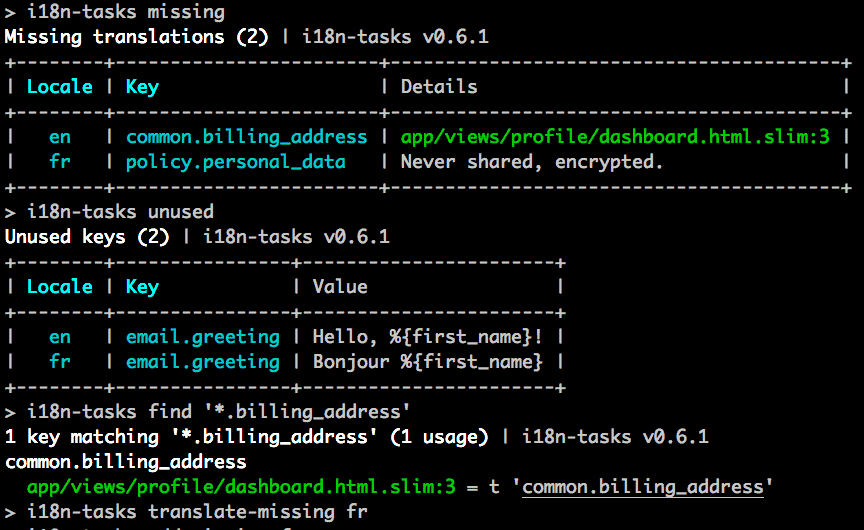 > i18n-tasks missing
Missing translations (2) | i18n-tasks v0.6.1
+--------+-----------------------+------------------------------------------+
| Locale | Key                   | Details                                  |
+--------+-----------------------+------------------------------------------+
|   en   | common.billing_address | app/views/profile/dashboard.html.slim:3 |
|   fr   | policy.personal_data   | Never shared, encrypted.                |
+--------+-----------------------+------------------------------------------+
> i18n-tasks unused
Unused keys (2) | i18n-tasks v0.6.1
+--------+----------------+-----------------------+
| Locale | Key            | Value                 |
+--------+----------------+-----------------------+
|   en   | email.greeting | Hello, %{first_name}! |
|   fr   | email.greeting | Bonjour %{first_name} |
+--------+----------------+-----------------------+
> i18n-tasks find '*.billing_address'
1 key matching '*.billing_address' (1 usage) | i18n-tasks v0.6.1
common.billing_address
  app/views/profile/dashboard.html.slim:3 = t 'common.billing_address'
> i18n-tasks translate-missing fr